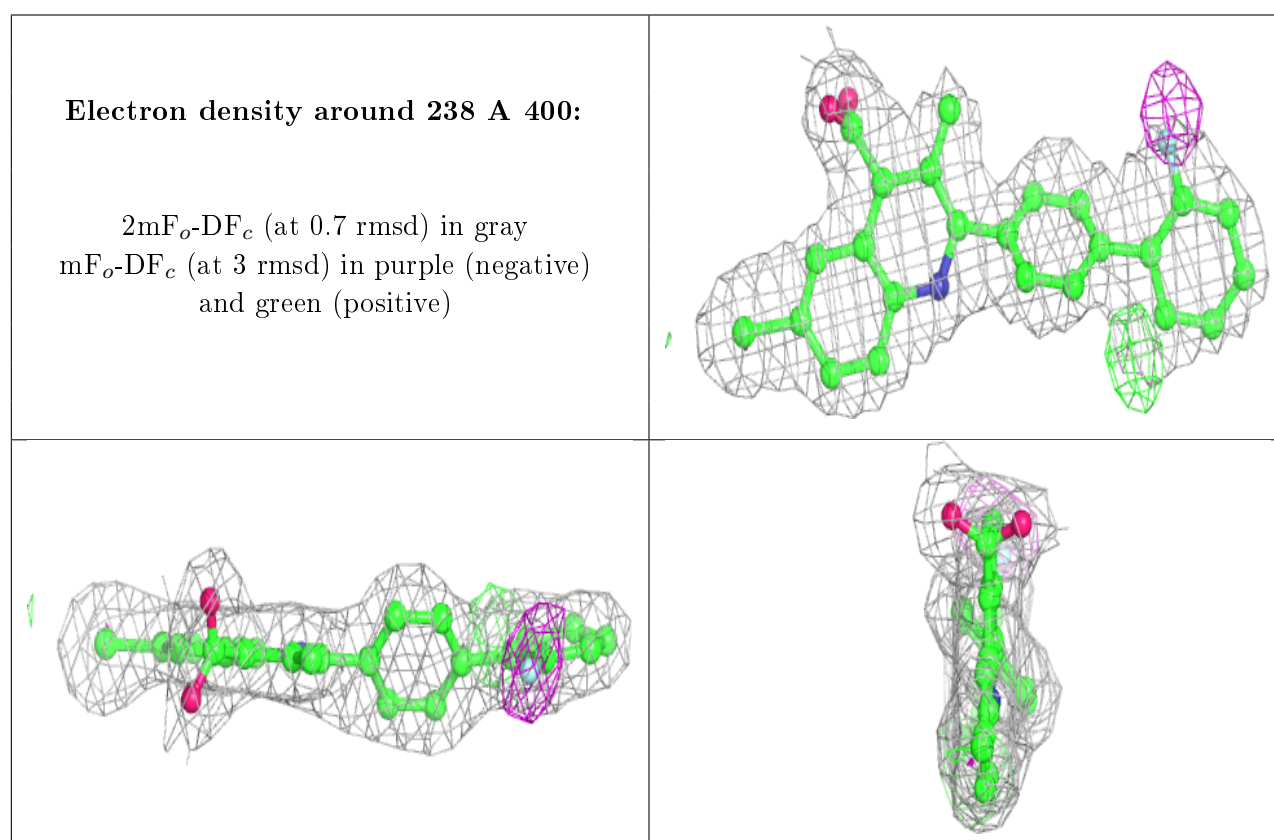 Electron density around 238 A 400:
2mFo-DFc (at 0.7 rmsd) in gray
mFo-DFc (at 3 rmsd) in purple (negative)
and green (positive)